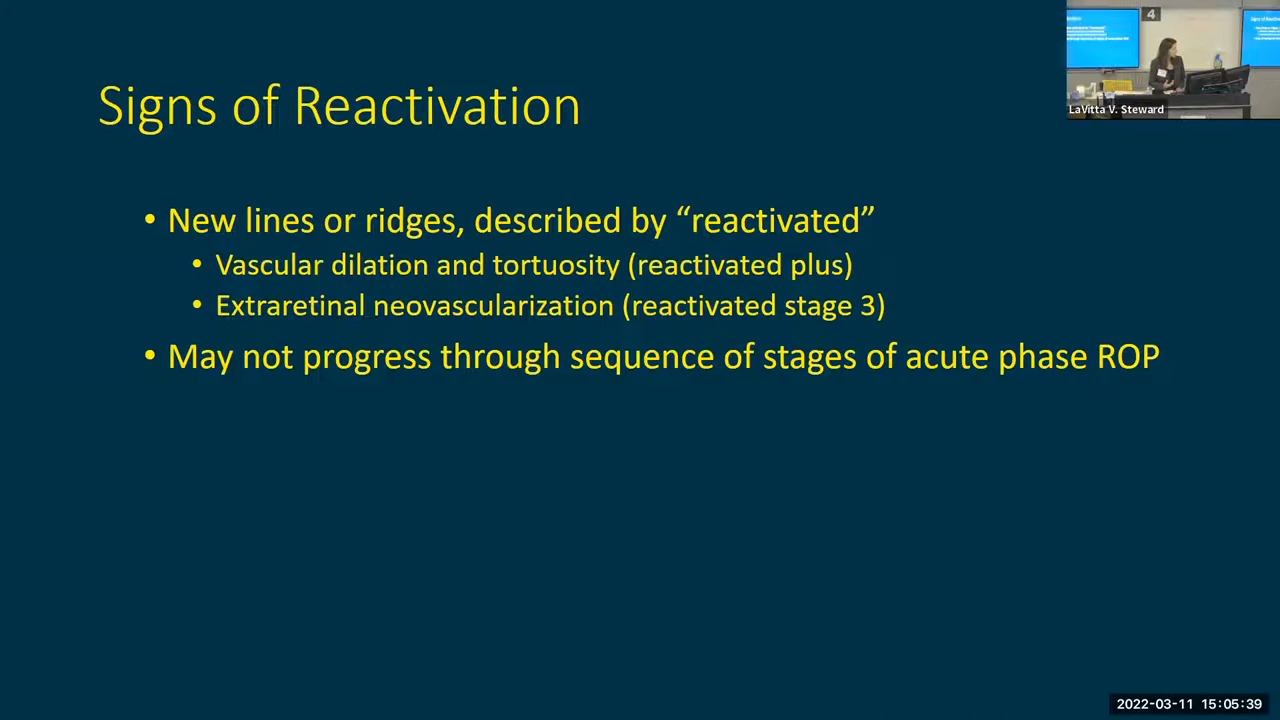 4
Signs of Reactivation
LaVitta V. Steward
• New lines or ridges, described by “reactivated”
• Vascular dilation and tortuosity (reactivated plus)
• Extraretinal neovascularization (reactivated stage 3)
• May not progress through sequence of stages of acute phase ROP
2022-03-11 15:05:39